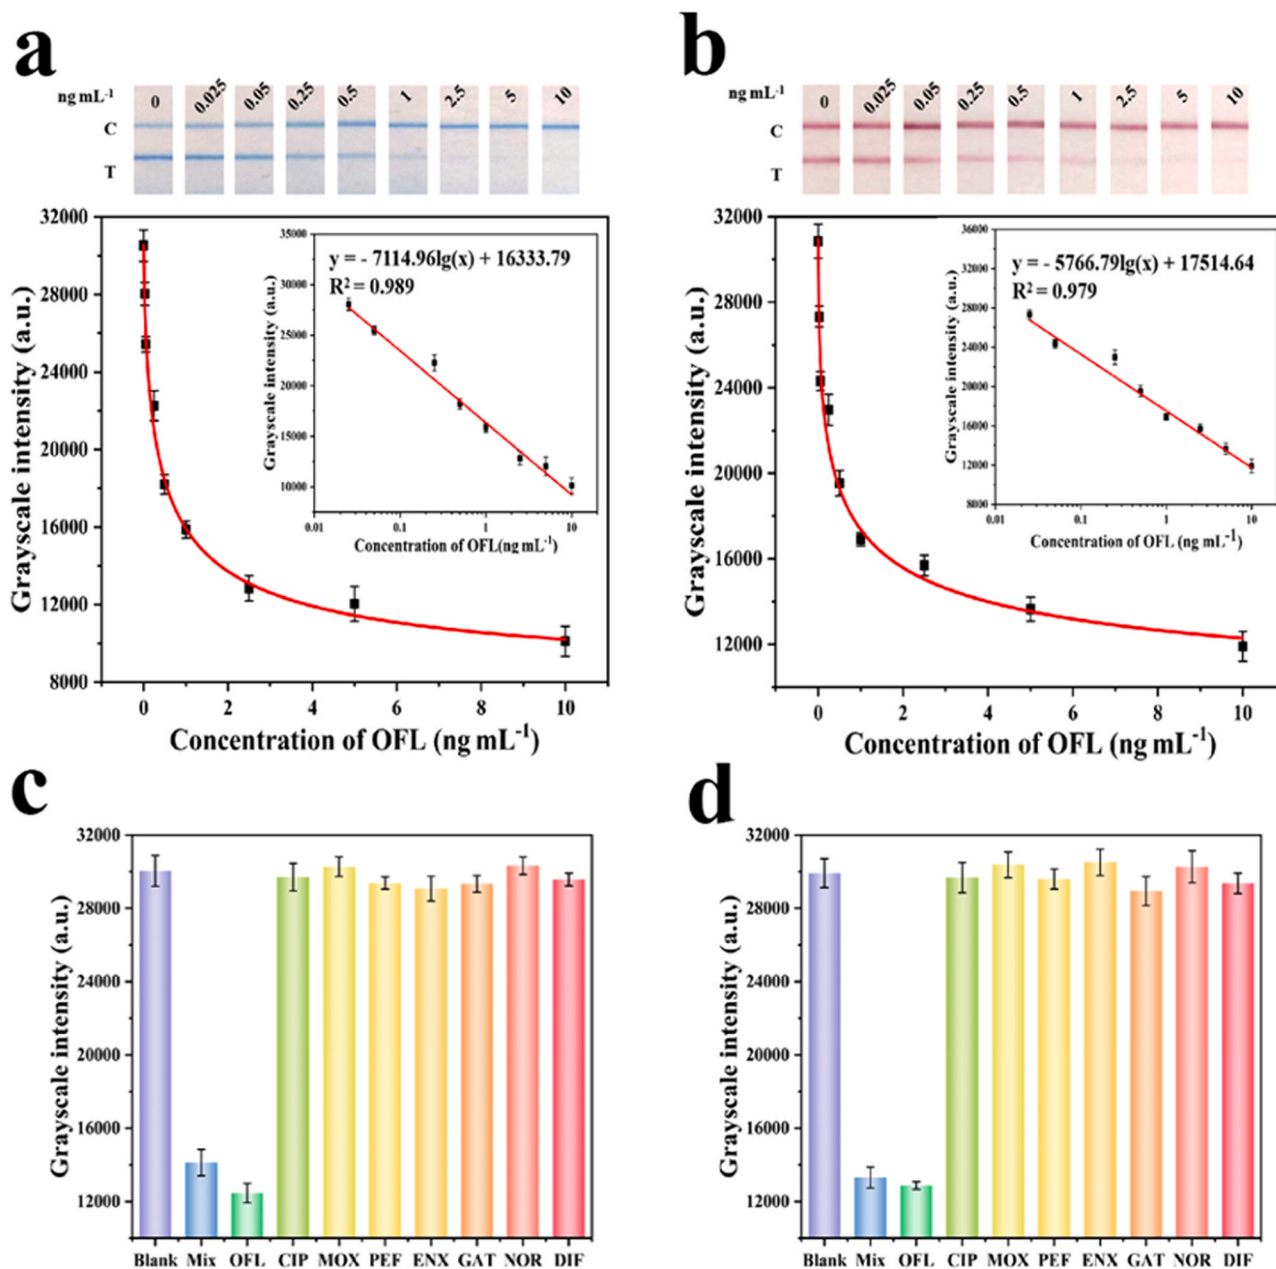 a
ng mL⁻¹ 0 0.025 0.05 0.25 0.5 1 2.5 5 10
C
T
32000
28000
24000
20000
16000
12000
8000
Grayscale intensity (a.u.)
0 2 4 6 8 10
Concentration of OFL (ng mL⁻¹)
y = - 7114.96lg(x) + 16333.79
R² = 0.989
35000
30000
25000
20000
15000
10000
Grayscale intensity (a.u.)
0.01 0.1 1 10
Concentration of OFL(ng mL⁻¹)
b
ng mL⁻¹ 0 0.025 0.05 0.25 0.5 1 2.5 5 10
C
T
32000
28000
24000
20000
16000
12000
Grayscale intensity (a.u.)
0 2 4 6 8 10
Concentration of OFL (ng mL⁻¹)
y = - 5766.79lg(x) + 17514.64
R² = 0.979
36000
32000
28000
24000
20000
16000
12000
8000
Grayscale intensity (a.u.)
0.01 0.1 1 10
Concentration of OFL (ng mL⁻¹)
c
32000
28000
24000
20000
16000
12000
Grayscale intensity (a.u.)
Blank Mix OFL CIP MOX PEF ENX GAT NOR DIF
d
32000
28000
24000
20000
16000
12000
Grayscale intensity (a.u.)
Blank Mix OFL CIP MOX PEF ENX GAT NOR DIF